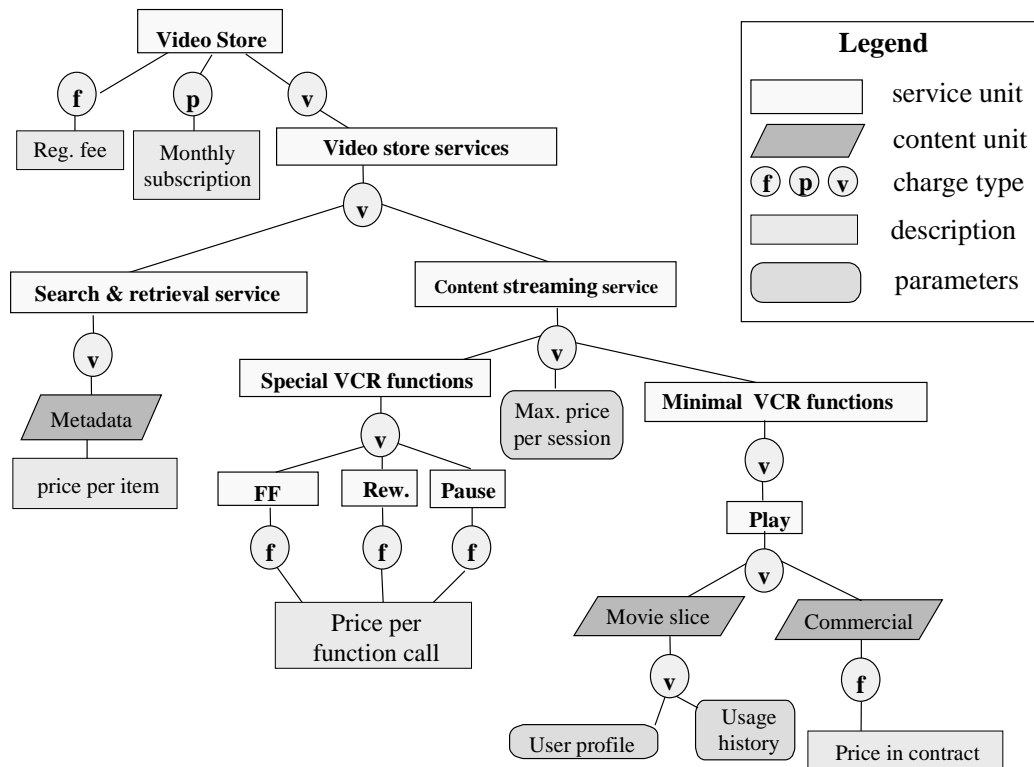 Video Store
Legend
f
p
v
service unit
Reg. fee
Monthly
subscription
Video store services
content unit
f p v charge type
v
description
parameters
Search & retrieval service
Content streaming service
v
v
Special VCR functions
Minimal VCR functions
Metadata
Max. price
per session
v
v
price per item
FF
Rew.
Pause
Play
f
f
f
v
Price per
function call
Movie slice
Commercial
v
f
User profile
Usage
history
Price in contract